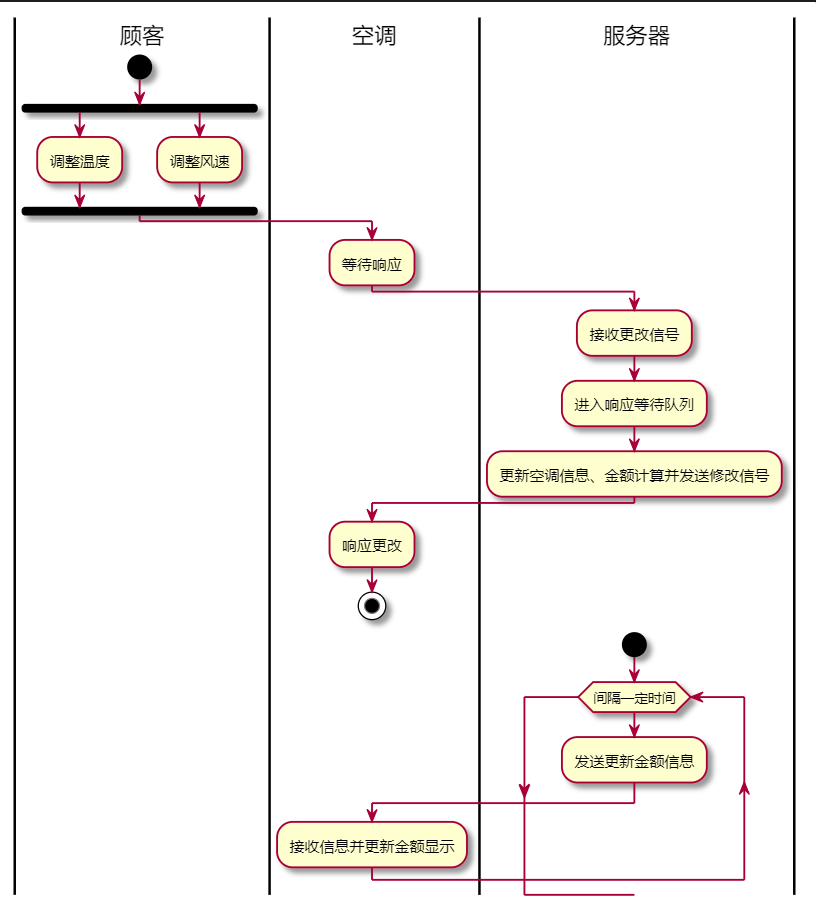 顾客
空调
服务器
调整温度
调整风速
等待响应
接收更改信号
进入响应等待队列
更新空调信息、金额计算并发送修改信号
响应更改
间隔一定时间
发送更新金额信息
接收信息并更新金额显示